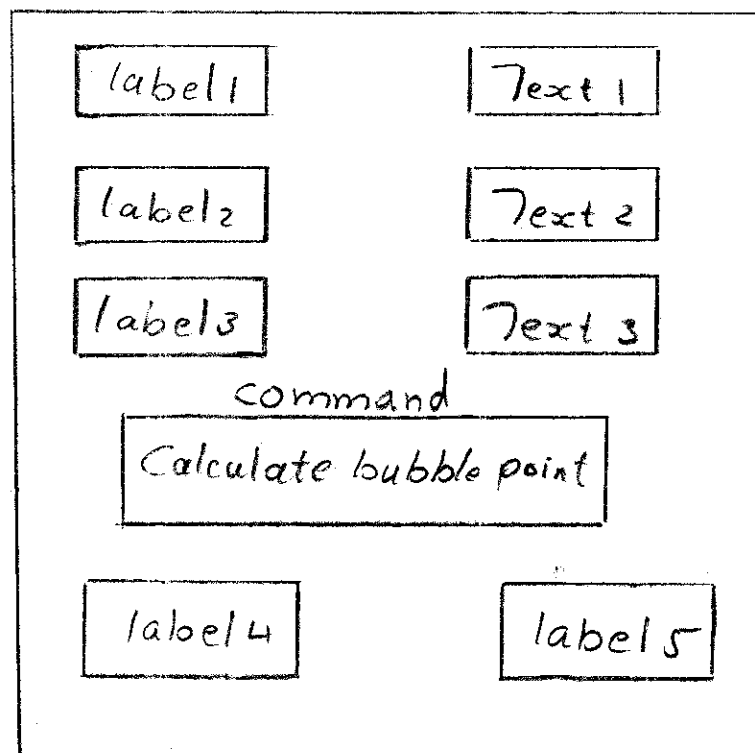 label1 Text 1
label2 Text 2
label3 Text 3
command
Calculate bubble point
label4 label5